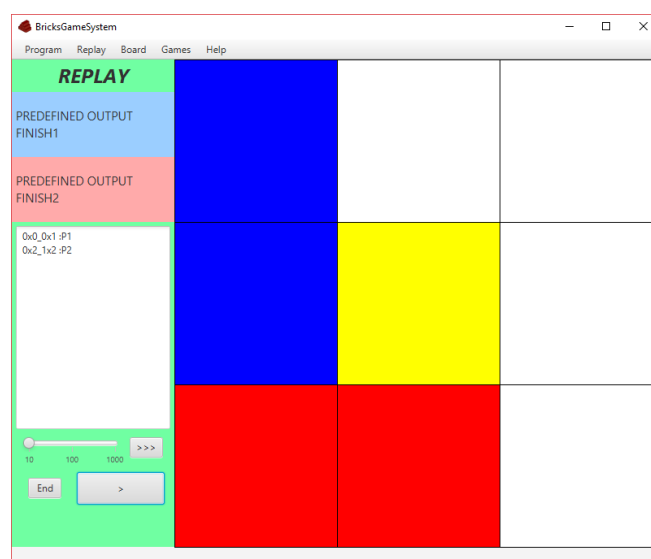 BricksGameSystem
Program Replay Board Games Help
REPLAY
PREDEFINED OUTPUT
FINISH1
PREDEFINED OUTPUT
FINISH2
0x0_0x1 :P1
0x2_1x2 :P2
>>>
10 100 1000
End >